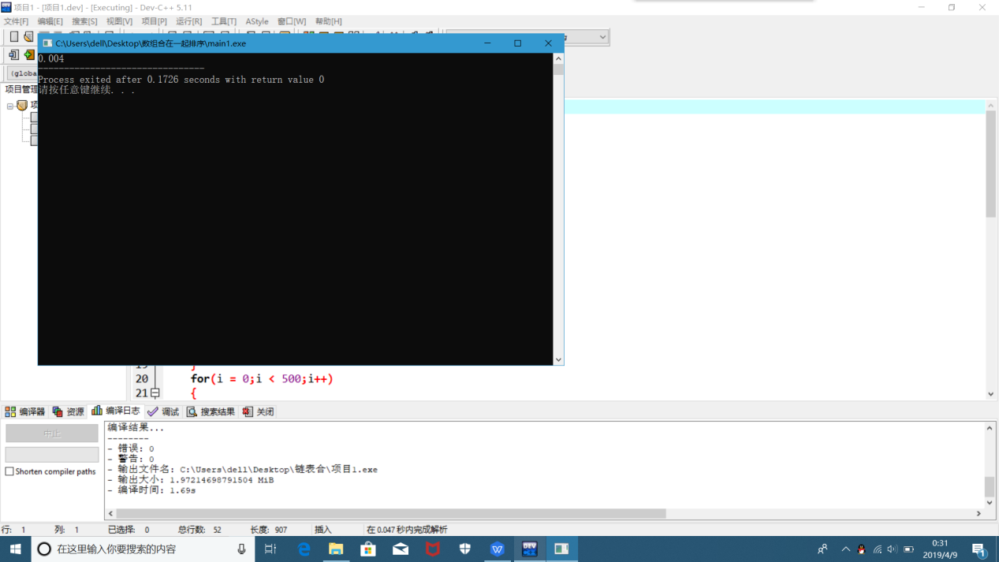 项目1 - [项目1.dev] - [Executing] - Dev-C++ 5.11
文件[F] 编辑[E] 搜索[S] 视图[V] 项目[P] 运行[R] 工具[T] AStyle 窗口[W] 帮助[H]
C:\Users\dell\Desktop\数组合在一起排序\main1.exe
0.004
--------------------------------
Process exited after 0.1726 seconds with return value 0
请按任意键继续. . .
(globa
项目管理
项
19 }
20 for(i = 0;i < 500;i++)
21 {
编译器 资源 编译日志 调试 搜索结果 关闭
中止
Shorten compiler paths
编译结果...
--------
- 错误: 0
- 警告: 0
- 输出文件名: C:\Users\dell\Desktop\链表合\项目1.exe
- 输出大小: 1.97214698791504 MiB
- 编译时间: 1.69s
行: 1 列: 1 已选择: 0 总行数: 52 长度: 907 插入 在 0.047 秒内完成解析
在这里输入你要搜索的内容
DEV
0:31
2019/4/9
1